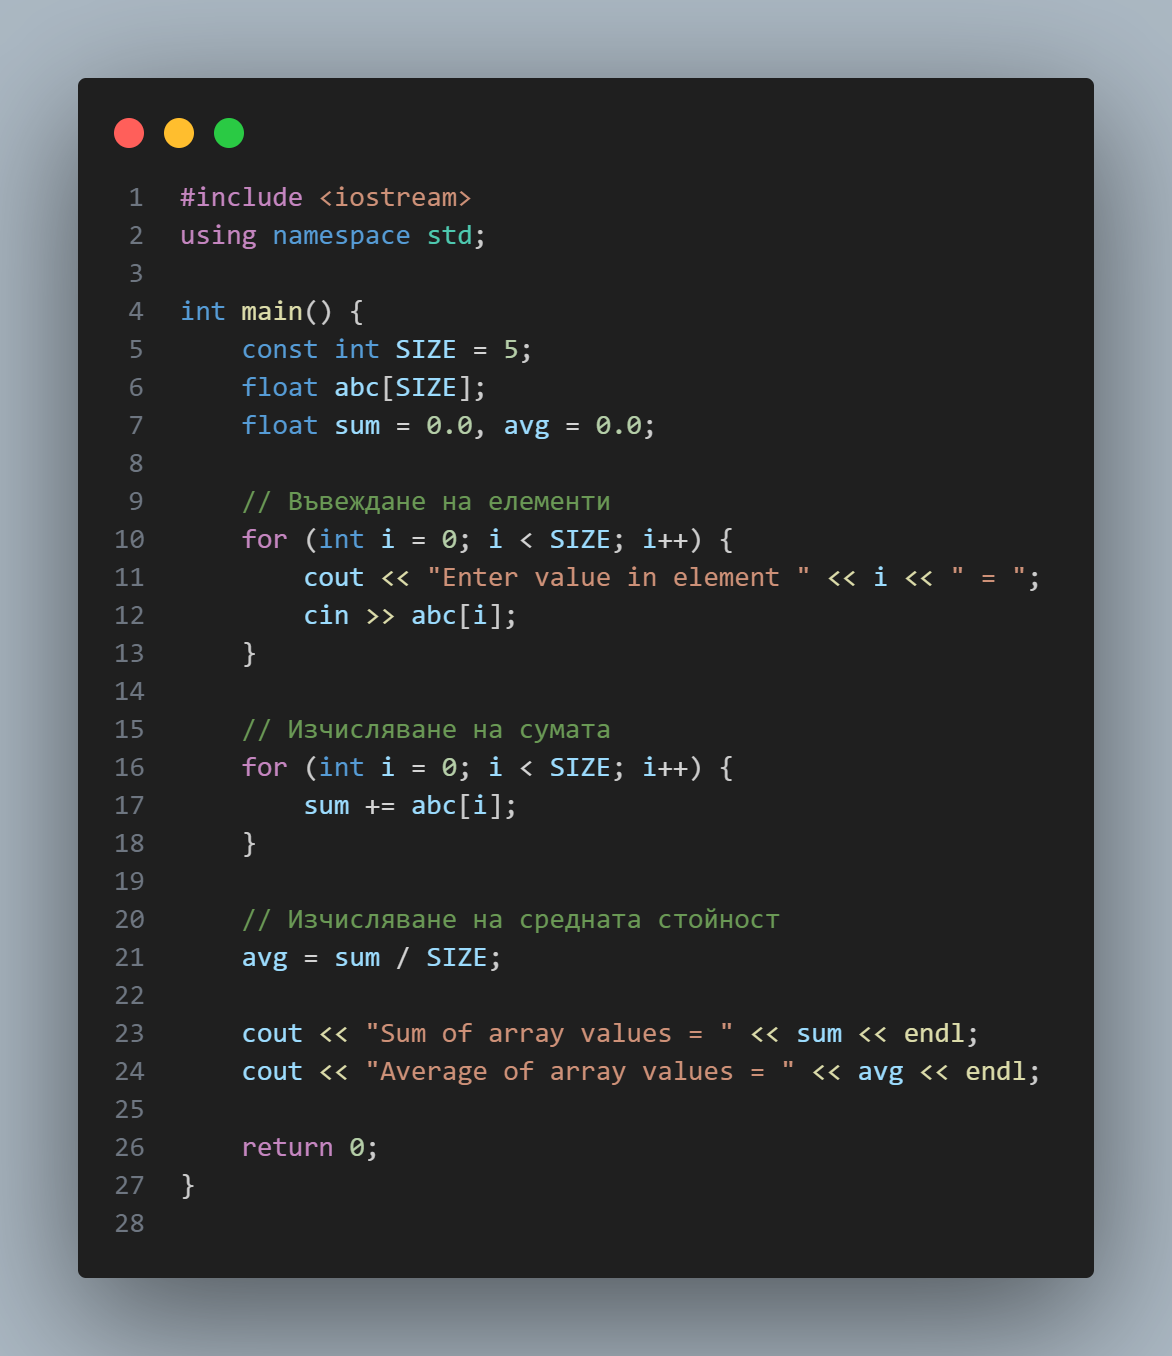 1 #include <iostream>
2 using namespace std;
3
4 int main() {
5     const int SIZE = 5;
6     float abc[SIZE];
7     float sum = 0.0, avg = 0.0;
8
9     // Въвеждане на елементи
10     for (int i = 0; i < SIZE; i++) {
11         cout << "Enter value in element " << i << " = ";
12         cin >> abc[i];
13     }
14
15     // Изчисляване на сумата
16     for (int i = 0; i < SIZE; i++) {
17         sum += abc[i];
18     }
19
20     // Изчисляване на средната стойност
21     avg = sum / SIZE;
22
23     cout << "Sum of array values = " << sum << endl;
24     cout << "Average of array values = " << avg << endl;
25
26     return 0;
27 }
28